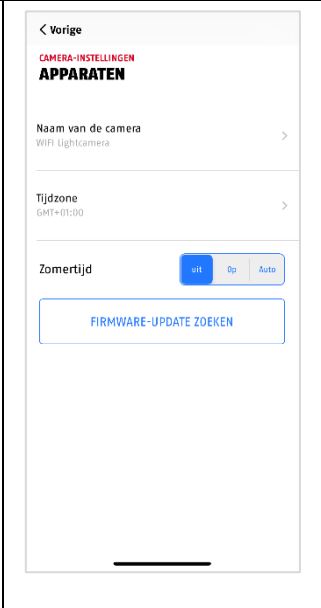 Vorige
CAMERA-INSTELLINGEN
APPARATEN
Naam van de camera
WIFI Lightcamera
Tijdzone
GMT+01:00
Zomertijd
uit Op Auto
FIRMWARE-UPDATE ZOEKEN